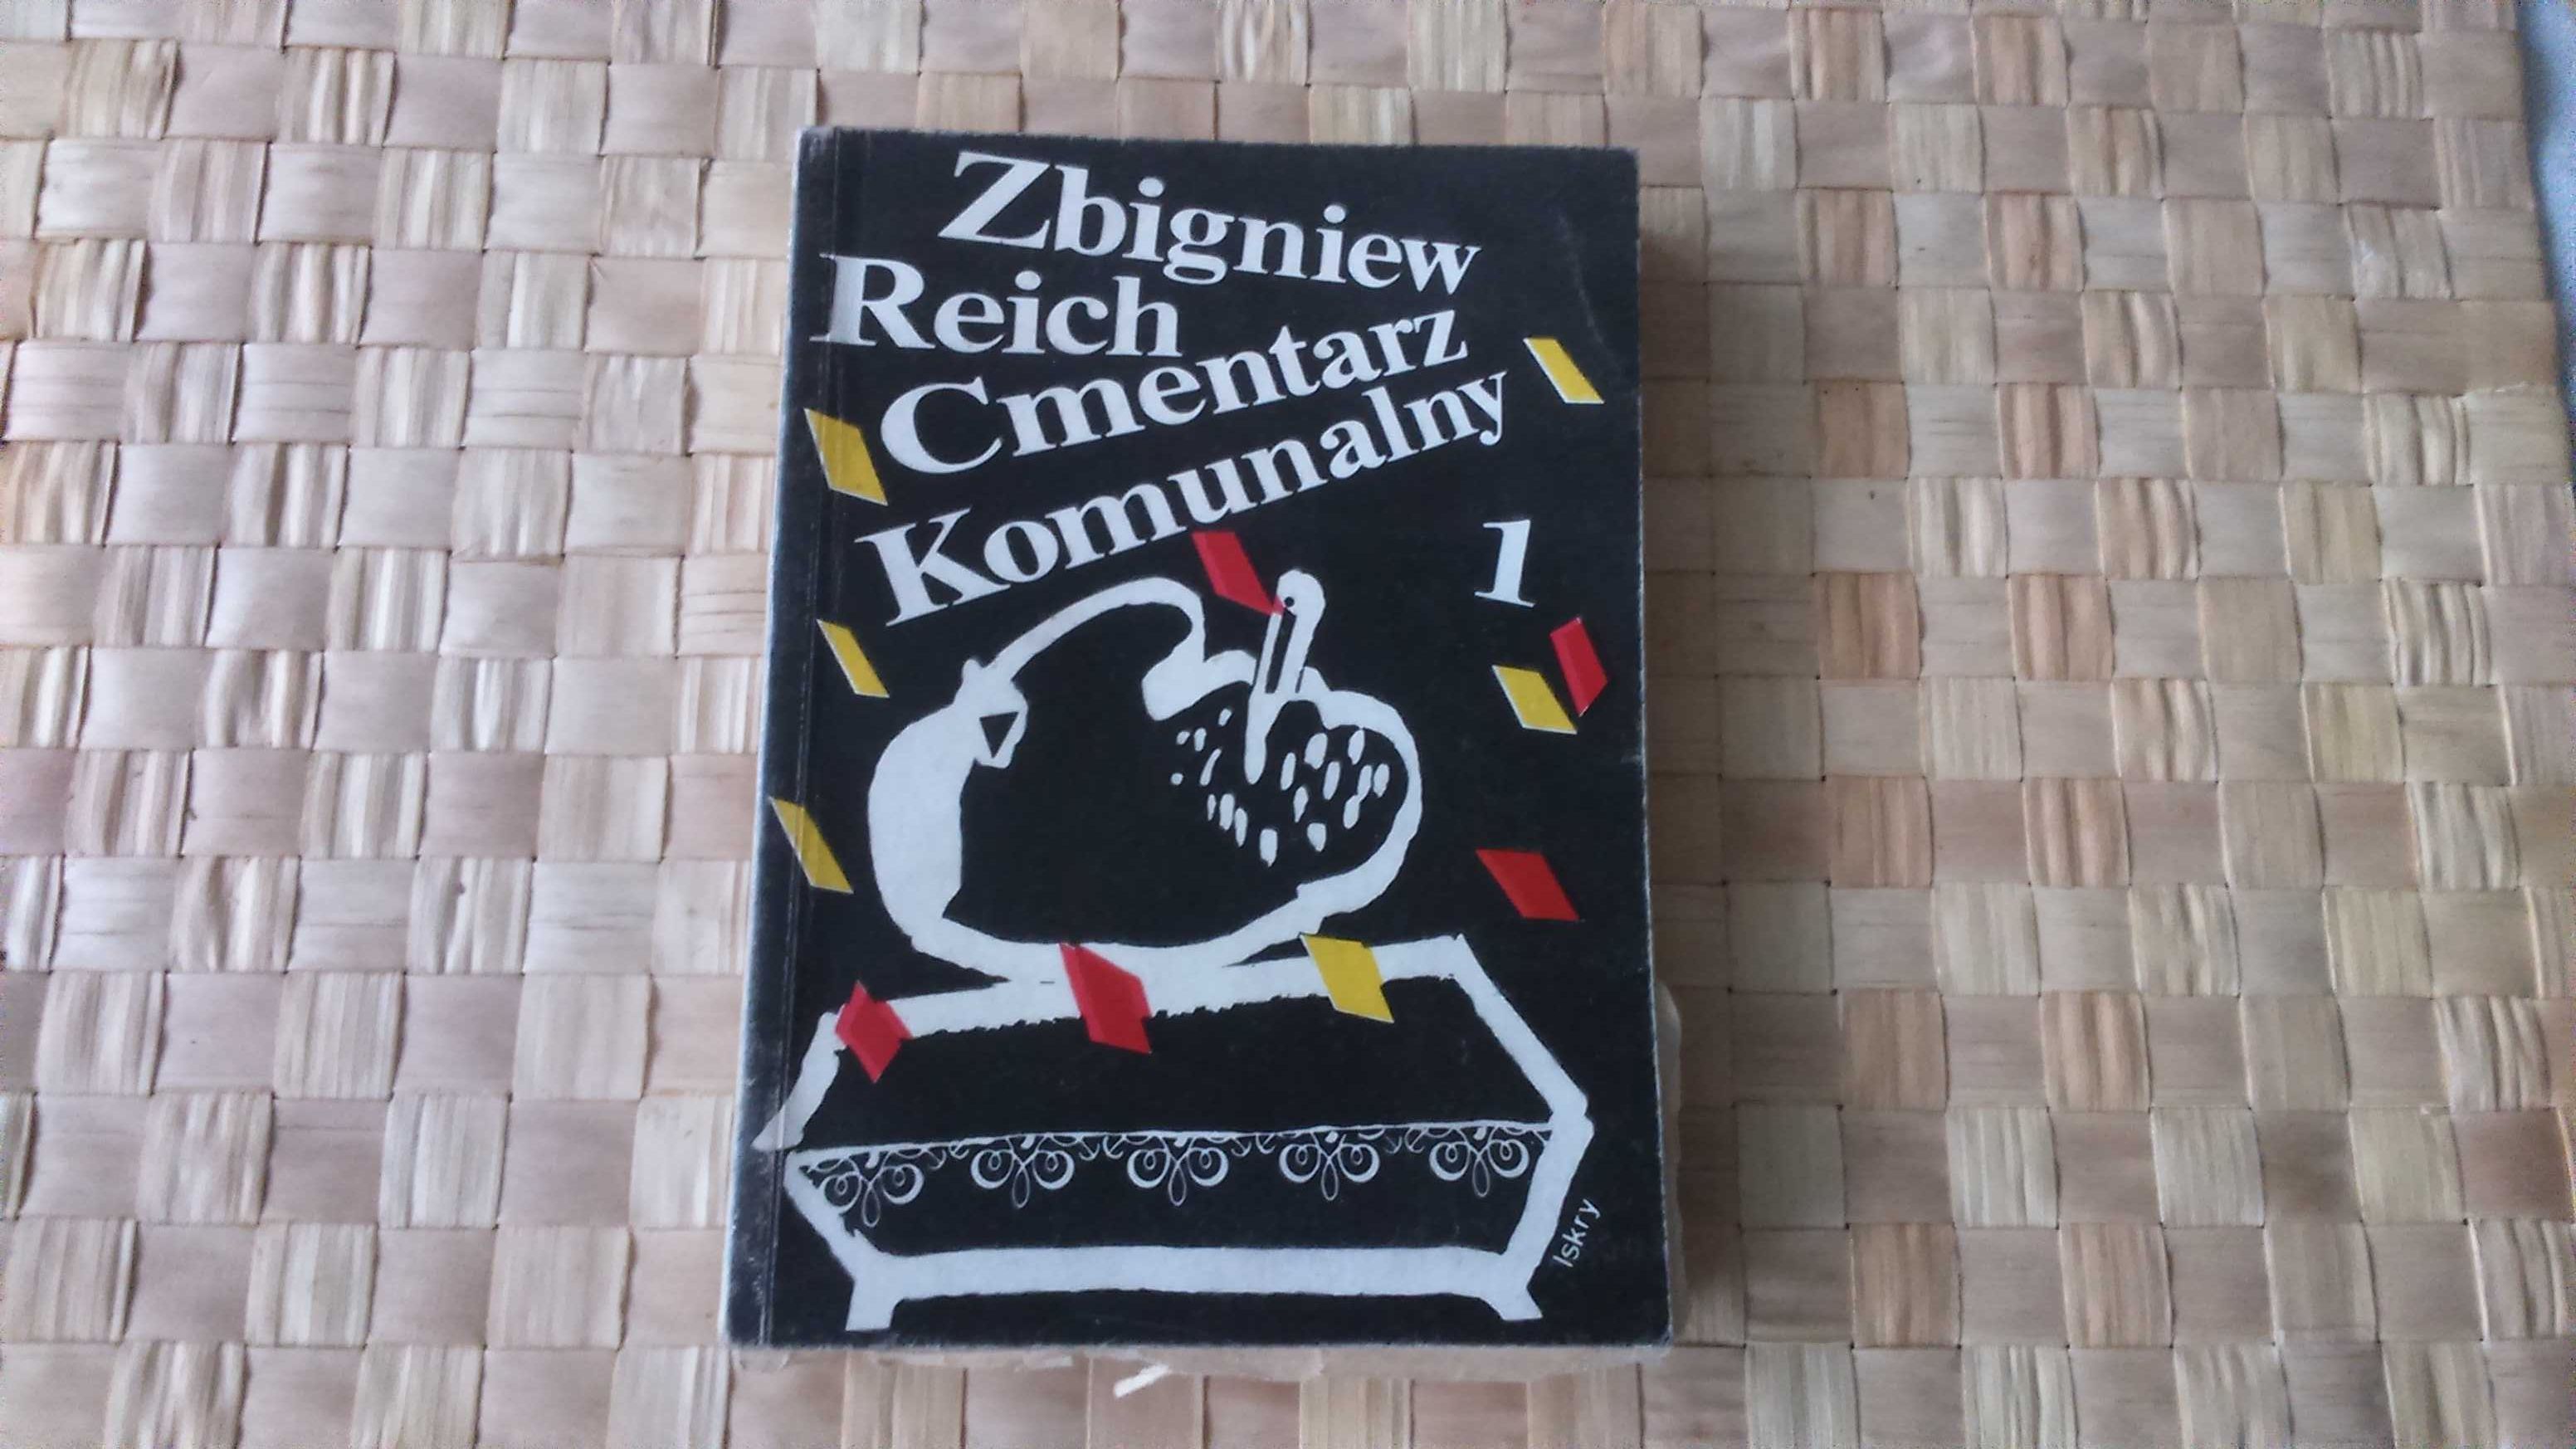 Zbigniew
Reich
Cmentarz
Komunalny
1
Iskry